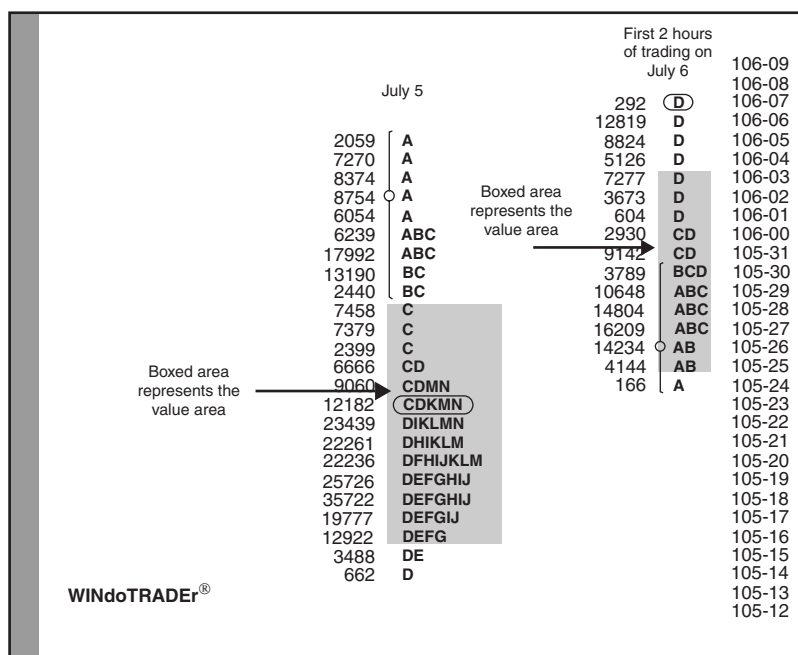 First 2 hours
of trading on
July 6 106-09
106-08
July 5
292 D 106-07
12819 D 106-06
2059 A 8824 D 106-05
7270 A 5126 D 106-04
8374 A 7277 D 106-03
Boxed area
represents the
value area
8754 A 3673 D 106-02
6054 A 604 D 106-01
6239 ABC 2930 CD 106-00
17992 ABC 9142 CD 105-31
13190 BC 3789 BCD 105-30
2440 BC 10648 ABC 105-29
7458 C 14804 ABC 105-28
7379 C 16209 ABC 105-27
2399 C 14234 AB 105-26
6666 CD 4144 AB 105-25
Boxed area
represents the
value area
9060 CDMN 166 A 105-24
12182 CDKMN 105-23
23439 DIKLMN 105-22
22261 DHIKLM 105-21
22236 DFHIJKLM 105-20
25726 DEFGHIJ 105-19
35722 DEFGHIJ 105-18
19777 DEFGIJ 105-17
12922 DEFG 105-16
3488 DE 105-15
662 D 105-14
WINdoTRADEr® 105-13
105-12